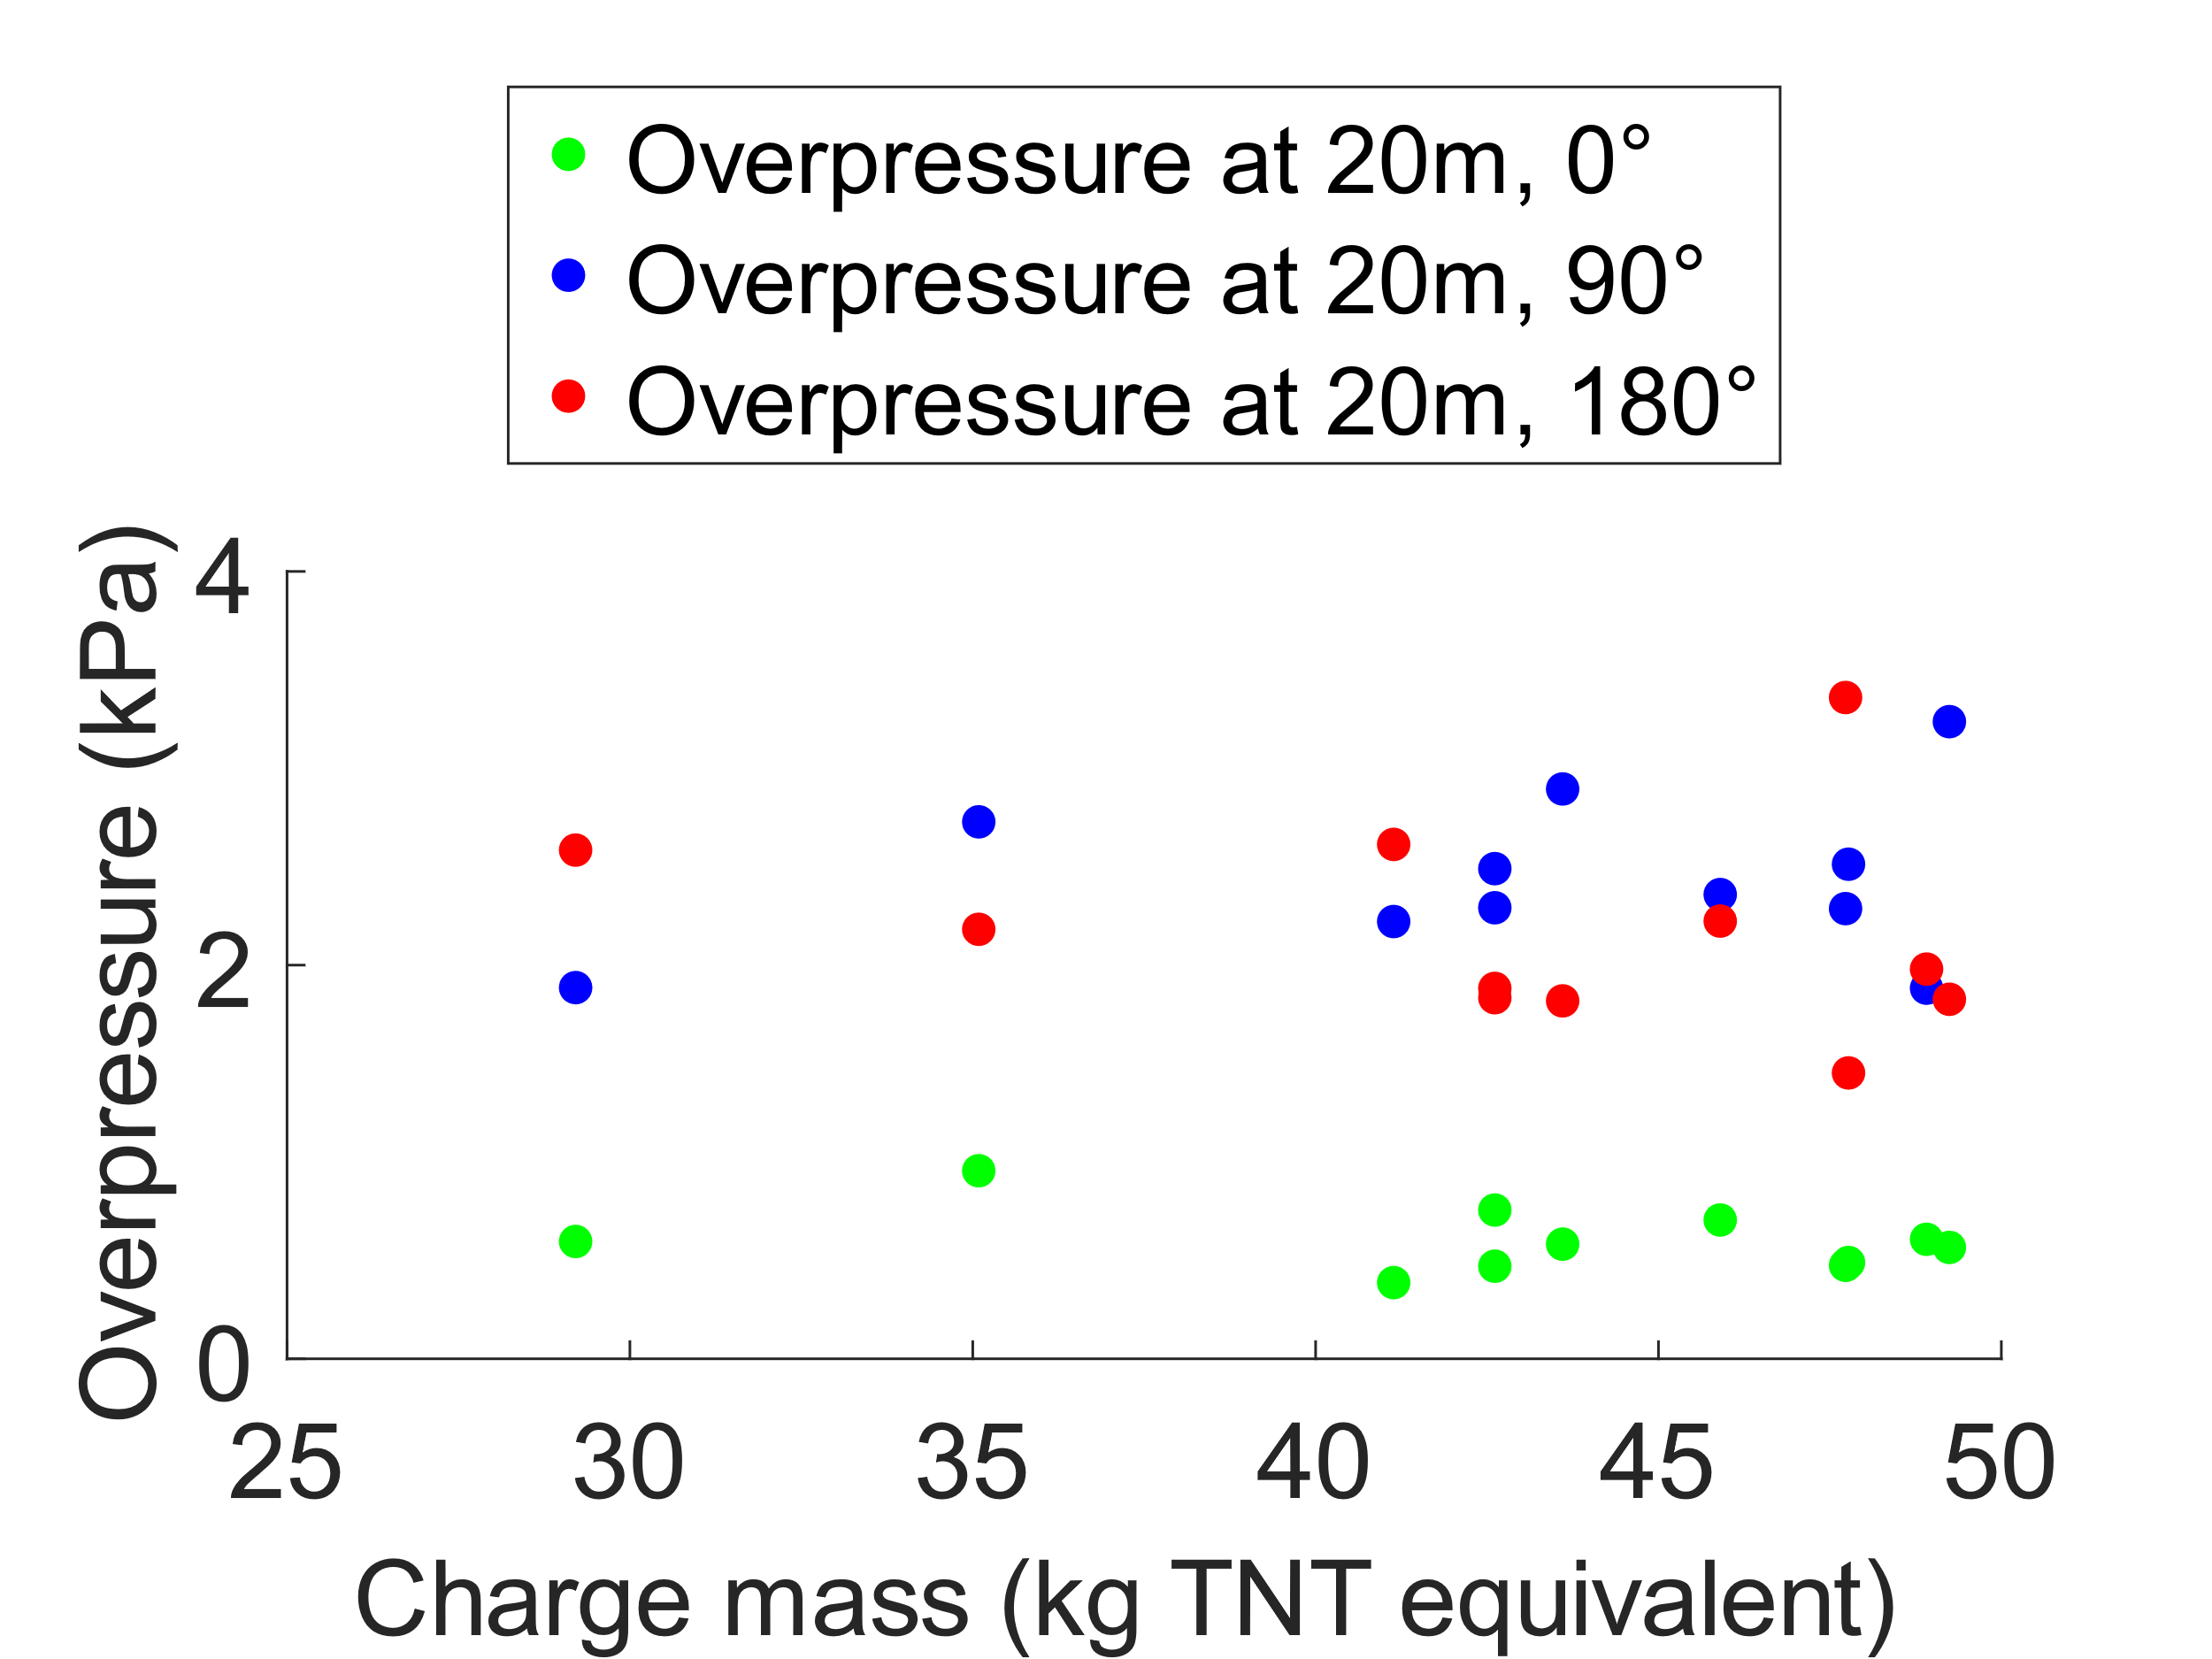 Overpressure at 20m, 0°
Overpressure at 20m, 90°
Overpressure at 20m, 180°
Overpressure (kPa)
4
2
0
25 30 35 40 45 50
Charge mass (kg TNT equivalent)